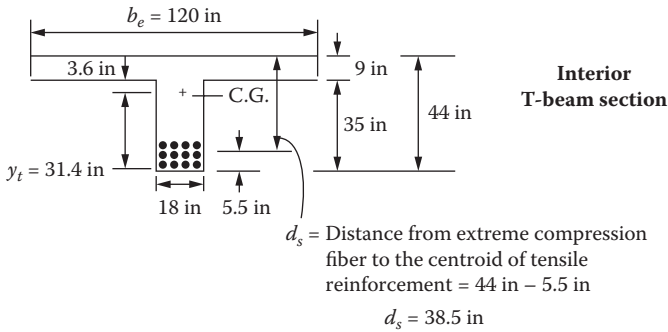 b_e = 120 in
3.6 in
9 in
Interior
T-beam section
C.G.
44 in
35 in
y_t = 31.4 in
18 in
5.5 in
d_s = Distance from extreme compression
fiber to the centroid of tensile
reinforcement = 44 in – 5.5 in
d_s = 38.5 in